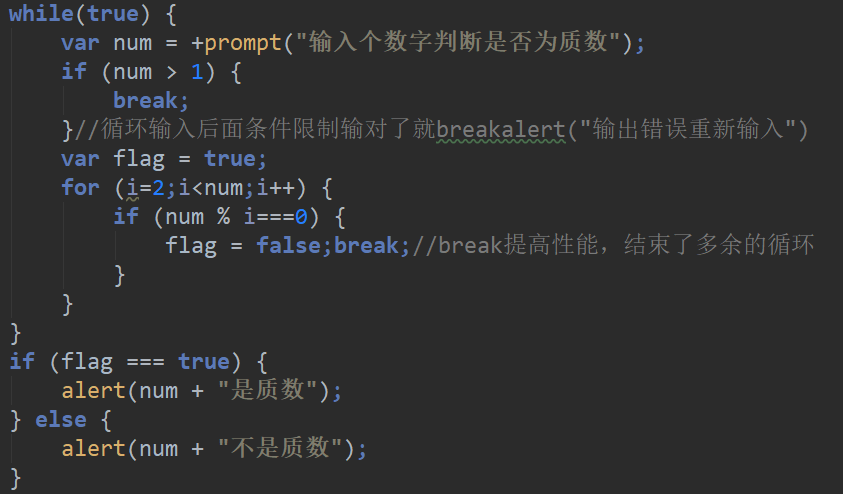 while(true) {
    var num = +prompt("输入个数字判断是否为质数");
    if (num > 1) {
        break;
    }//循环输入后面条件限制输对了就breakalert("输出错误重新输入")
    var flag = true;
    for (i=2;i<num;i++) {
        if (num % i===0) {
            flag = false;break;//break提高性能，结束了多余的循环
        }
    }
}
if (flag === true) {
    alert(num + "是质数");
} else {
    alert(num + "不是质数");
}